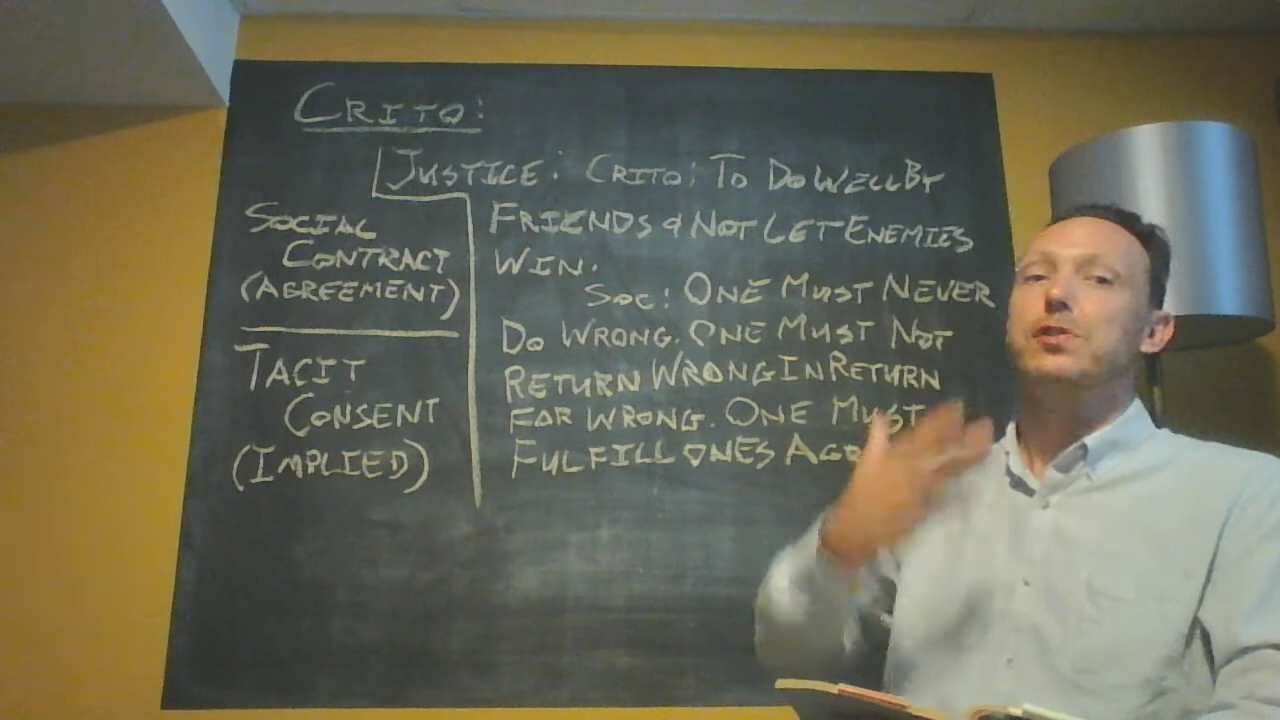 CRITO:
JUSTICE: CRITO: TO DO WELL BY
FRIENDS & NOT LET ENEMIES
WIN.
SOC: ONE MUST NEVER
DO WRONG. ONE MUST NOT
RETURN WRONG IN RETURN
FOR WRONG. ONE MUST
FULFILL ONES
SOCIAL
CONTRACT
(AGREEMENT)
TACIT
CONSENT
(IMPLIED)